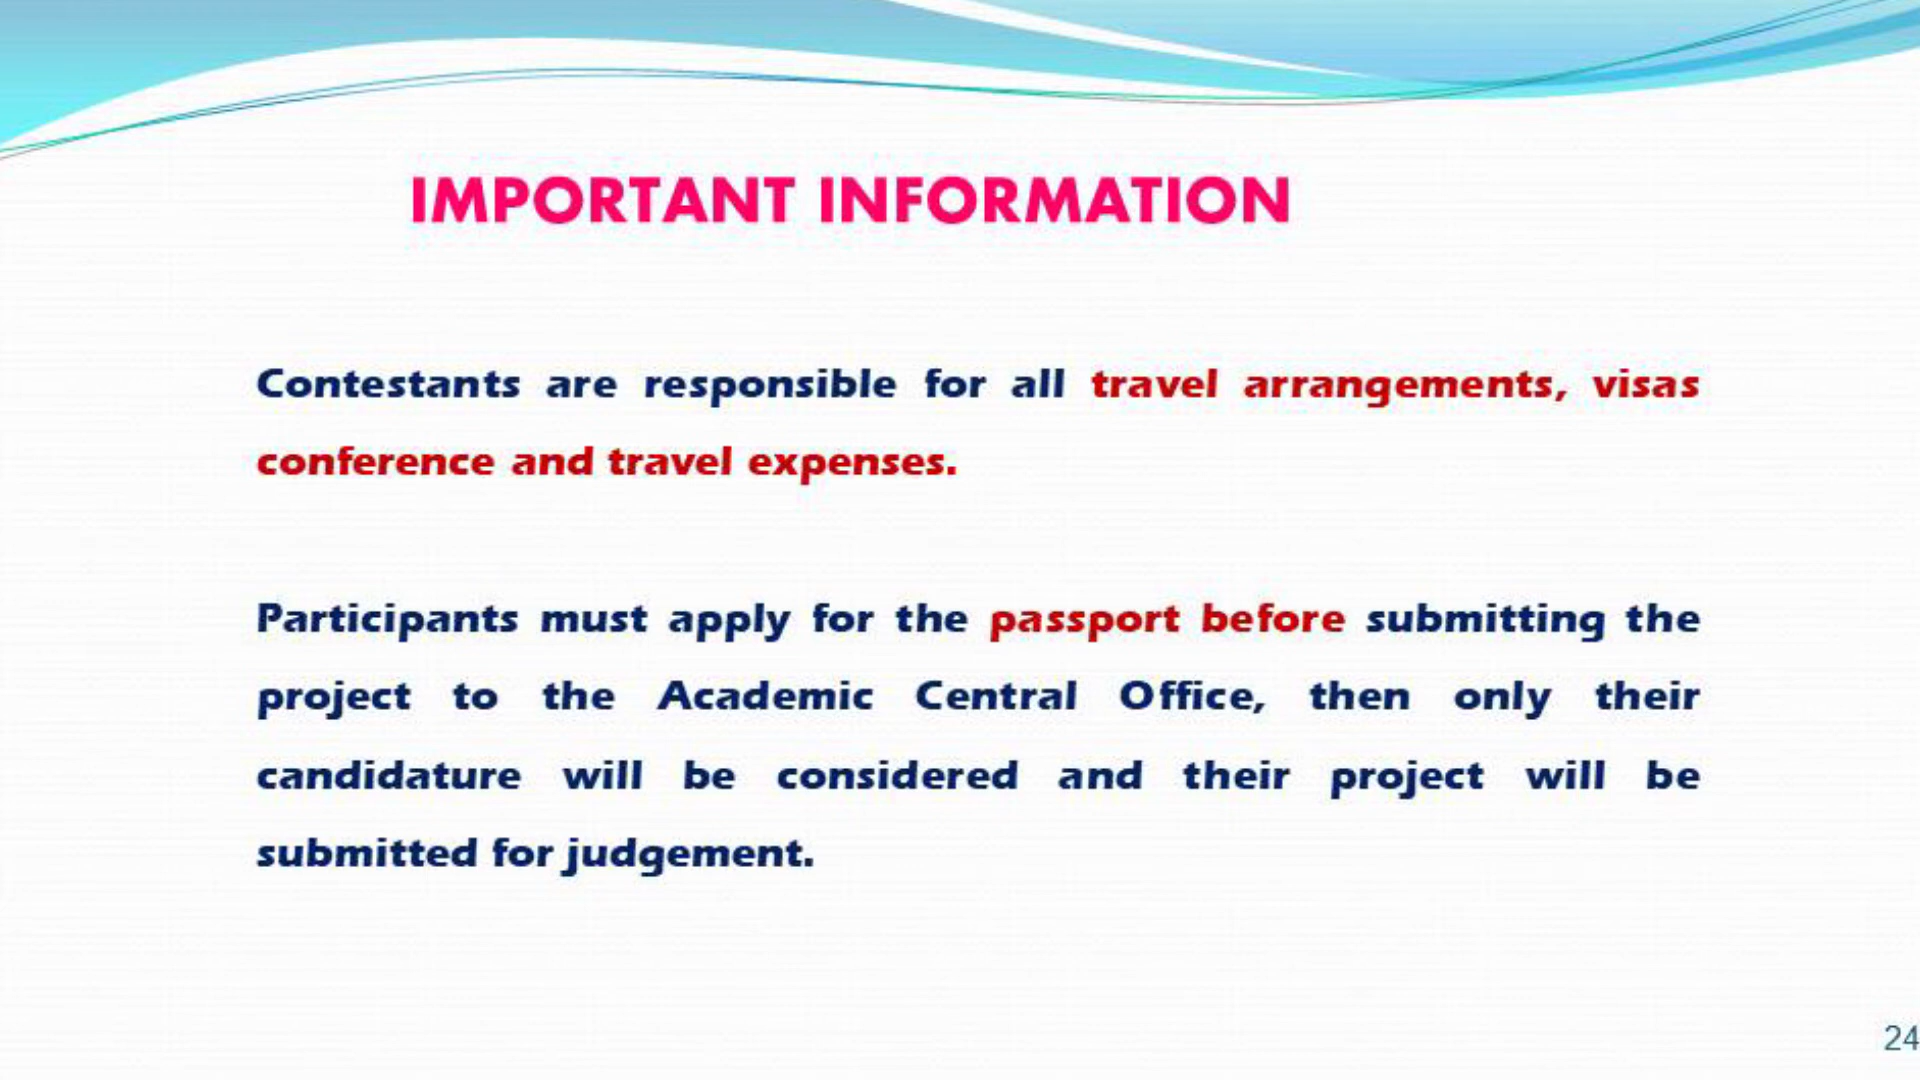 IMPORTANT INFORMATION
Contestants are responsible for all travel arrangements, visas
conference and travel expenses.
Participants must apply for the passport before submitting the
project to the Academic Central Office, then only their
candidature will be considered and their project will be
submitted for judgement.
24